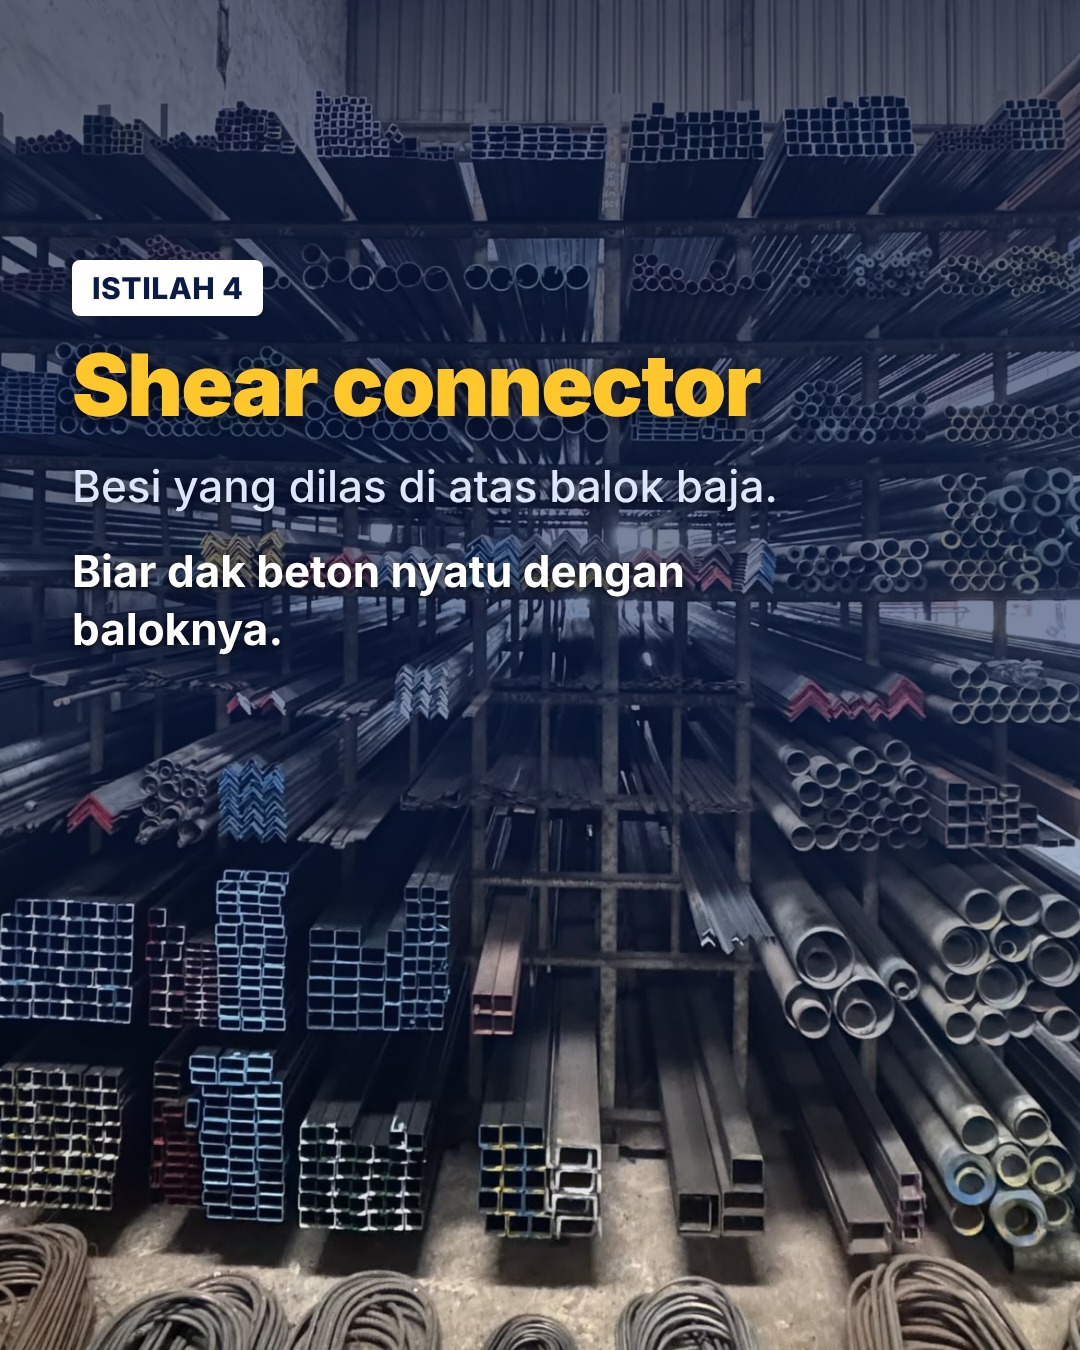 ISTILAH 4
Shear connector
Besi yang dilas di atas balok baja.
Biar dak beton nyatu dengan
baloknya.